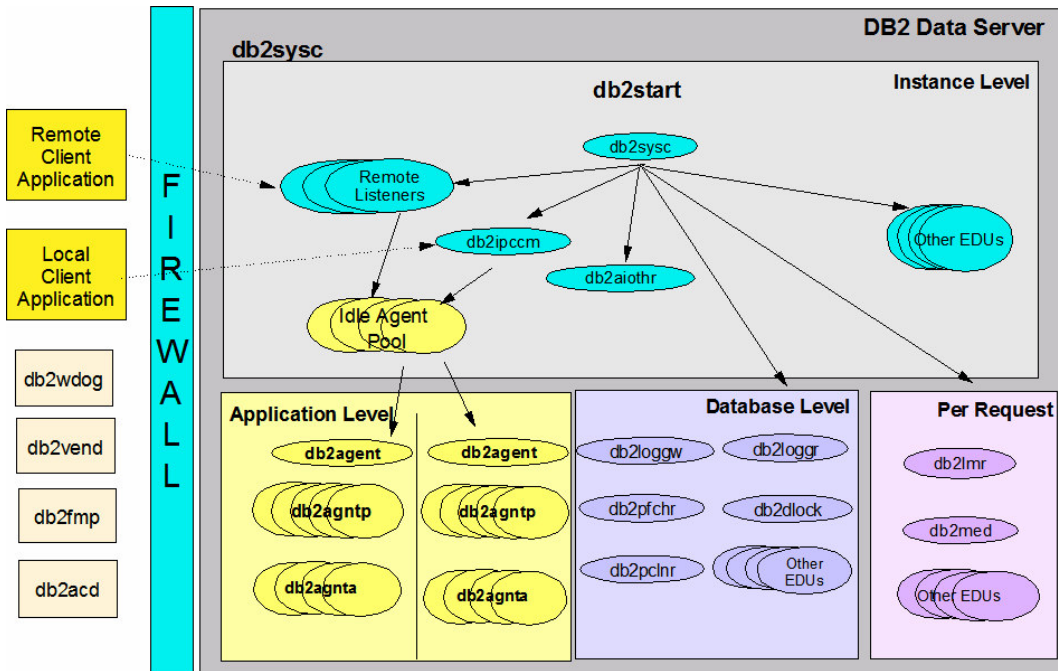 DB2 Data Server
db2sysc
Instance Level
db2start
Remote
Client
Application
db2sysc
Remote
Listeners
Other EDUs
db2ipccm
Local
Client
Application
db2aiothr
Idle Agent
Pool
FIREWALL
db2wdog
db2vend
db2fmp
db2acd
Application Level
db2agent
db2agent
db2agntp
db2agntp
db2agnta
db2agnta
Database Level
db2loggw
db2loggr
db2pfchr
db2dlock
db2pclnr
Other
EDUs
Per Request
db2lmr
db2med
Other EDUs